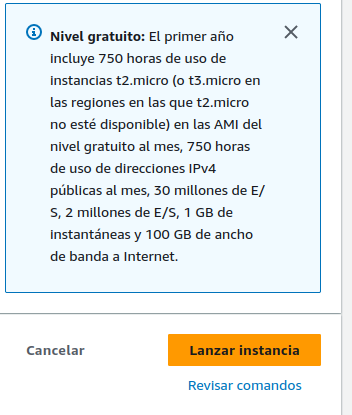 Nivel gratuito: El primer año
incluye 750 horas de uso de
instancias t2.micro (o t3.micro en
las regiones en las que t2.micro
no esté disponible) en las AMI del
nivel gratuito al mes, 750 horas
de uso de direcciones IPv4
públicas al mes, 30 millones de E/
S, 2 millones de E/S, 1 GB de
instantáneas y 100 GB de ancho
de banda a Internet.
Cancelar
Lanzar instancia
Revisar comandos